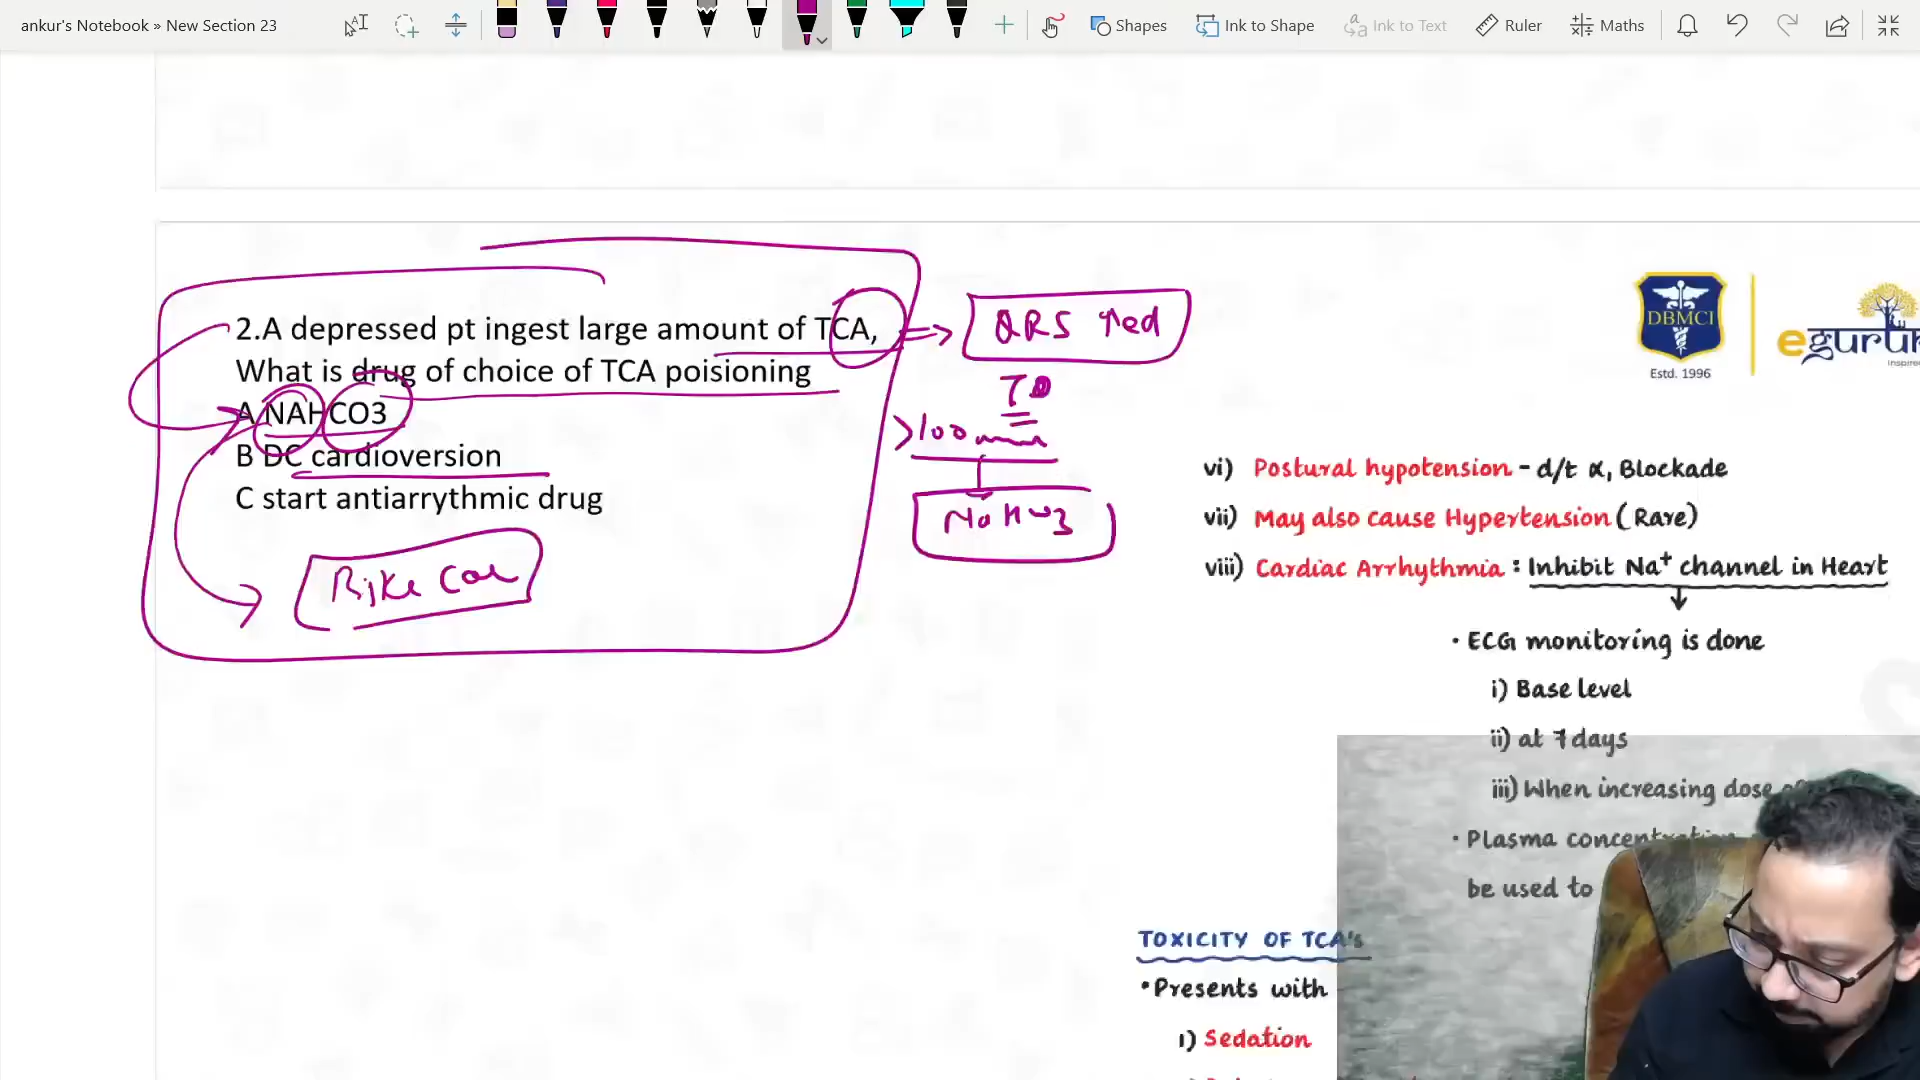 ankur's Notebook » New Section 23
Shapes
Ink to Shape
Ink to Text
Ruler
Maths
2.A depressed pt ingest large amount of TCA,
What is drug of choice of TCA poisioning
A NAHCO3
B DC cardioversion
C start antiarrythmic drug
QRS
>100
DBMCI
Estd. 1996
vi) Postural hypotension - d/t α, Blockade
vii) May also cause Hypertension (Rare)
viii) Cardiac Arrhythmia : Inhibit Na⁺ channel in Heart
· ECG monitoring is done
i) Base level
ii) at 7 days
iii) When increasing dose
· Plasma
be used to
TOXICITY OF TCA's
• Presents with
1) Sedation